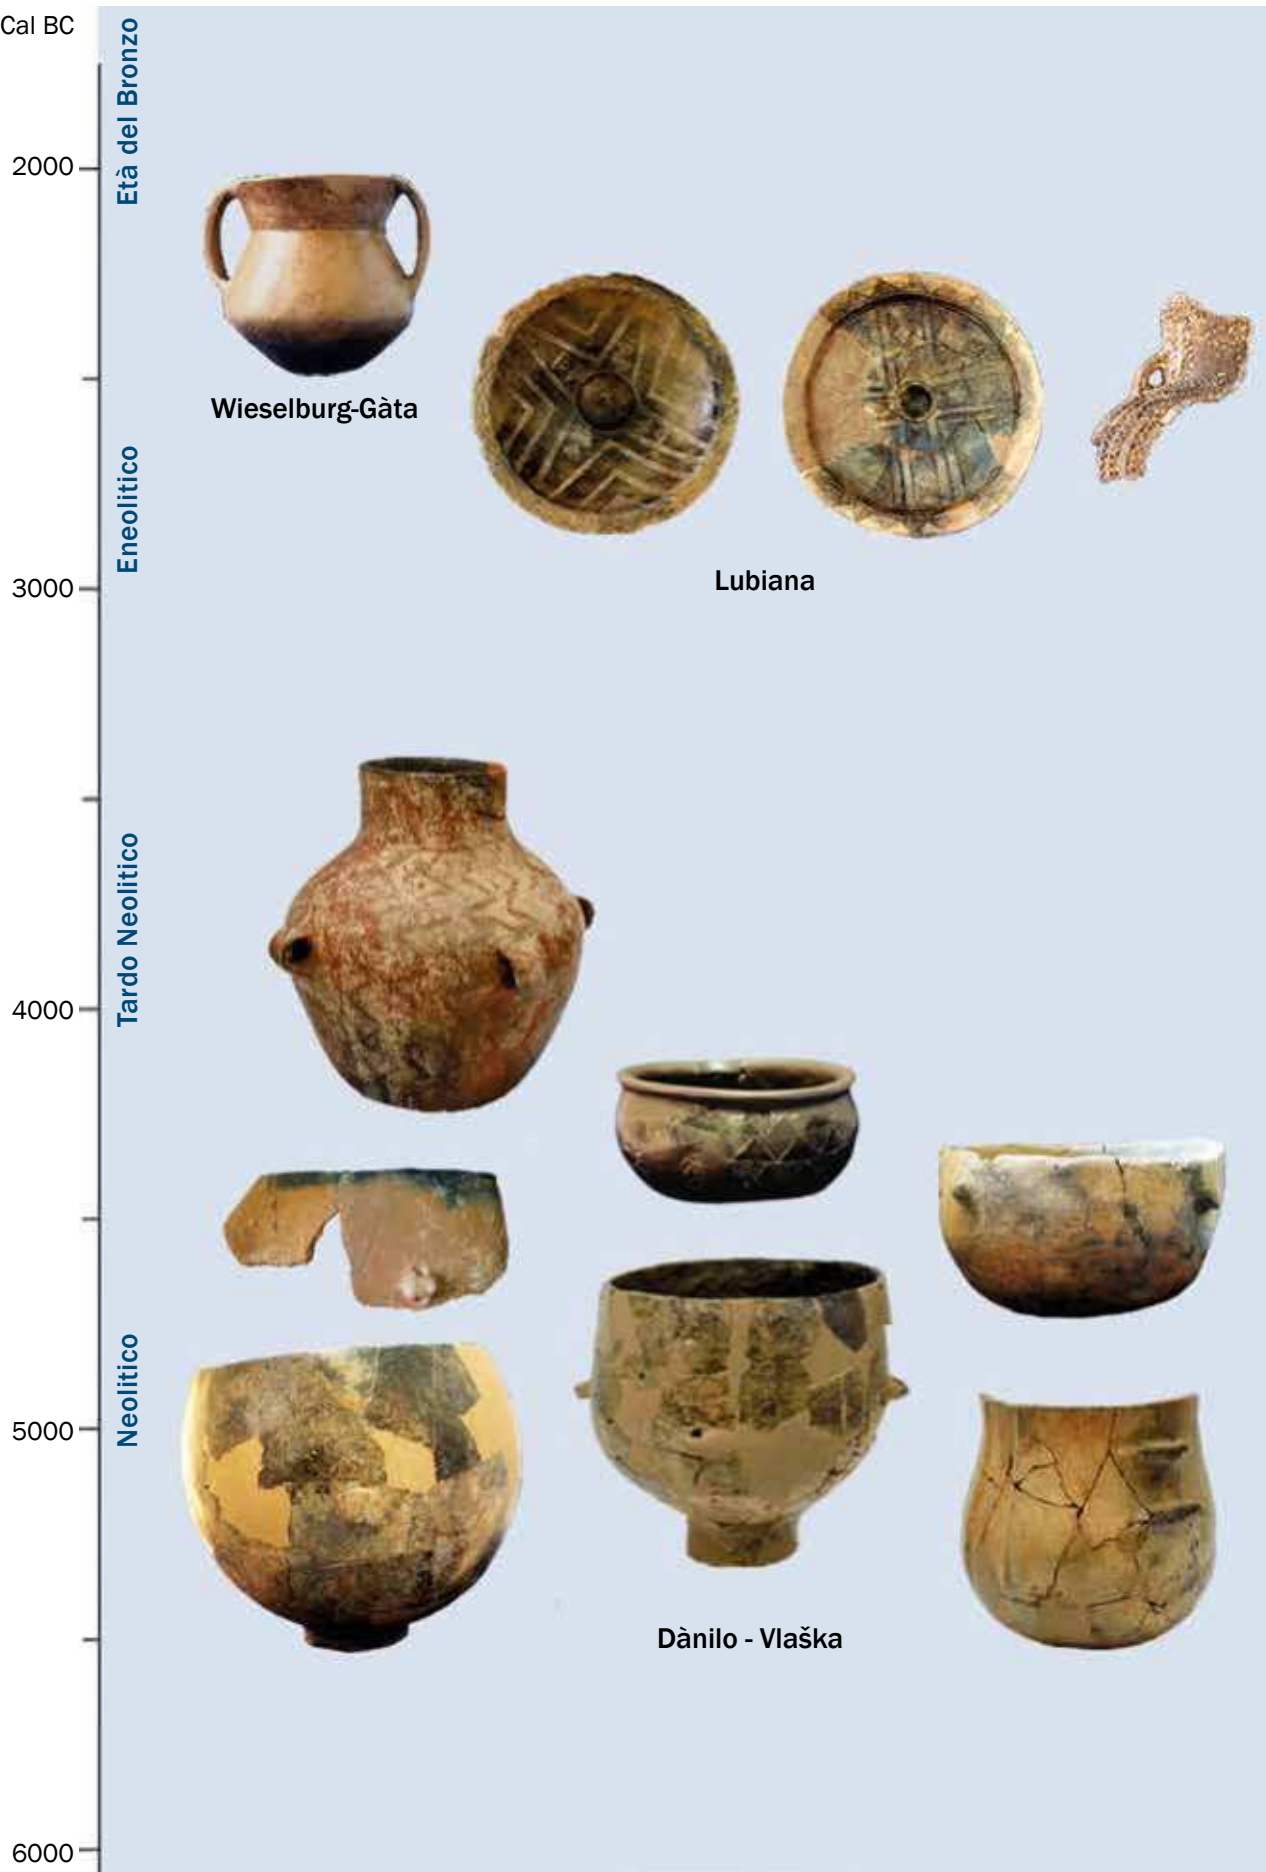 Cal BC
Età del Bronzo
2000
Wieselburg-Gàta
Eneolitico
Lubiana
3000
Tardo Neolitico
4000
Neolitico
5000
Dànilo - Vlaška
6000